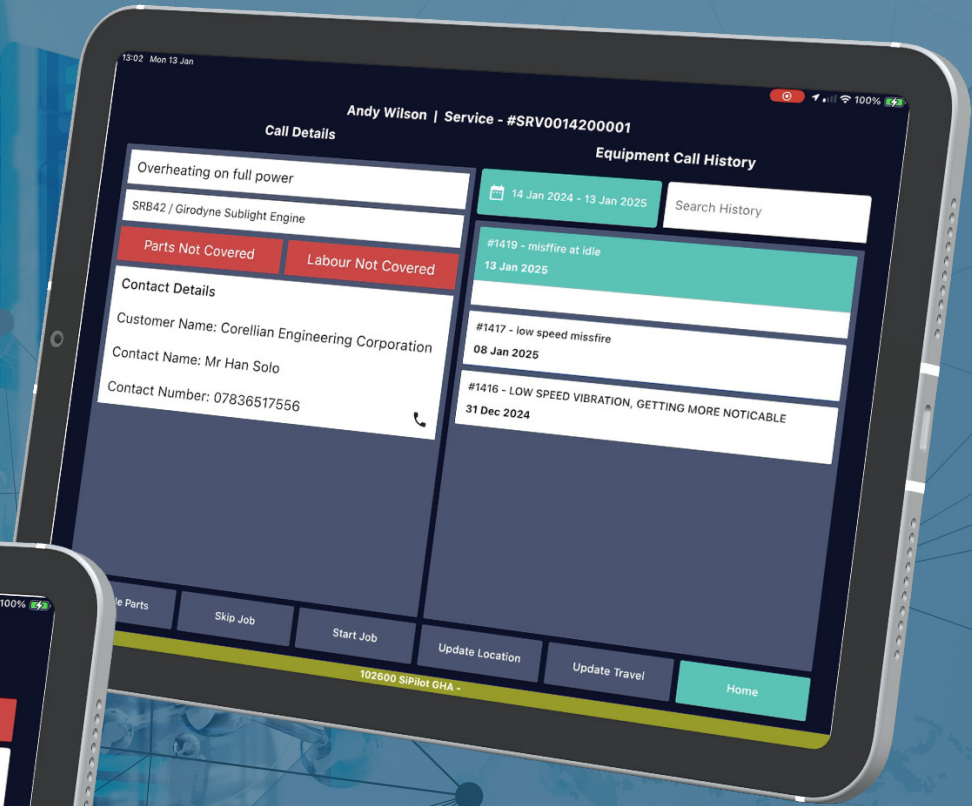 13:02 Mon 13 Jan
100%
Andy Wilson | Service - #SRV0014200001
Call Details
Equipment Call History
Overheating on full power
SRB42 / Girodyne Sublight Engine
Parts Not Covered
Labour Not Covered
Contact Details
Customer Name: Corellian Engineering Corporation
Contact Name: Mr Han Solo
Contact Number: 07836517556
14 Jan 2024 - 13 Jan 2025
Search History
#1419 - misffire at idle
13 Jan 2025
#1417 - low speed missfire
08 Jan 2025
#1416 - LOW SPEED VIBRATION, GETTING MORE NOTICABLE
31 Dec 2024
Parts
Skip Job
Start Job
Update Location
Update Travel
Home
102600 SiPilot GHA -
100%